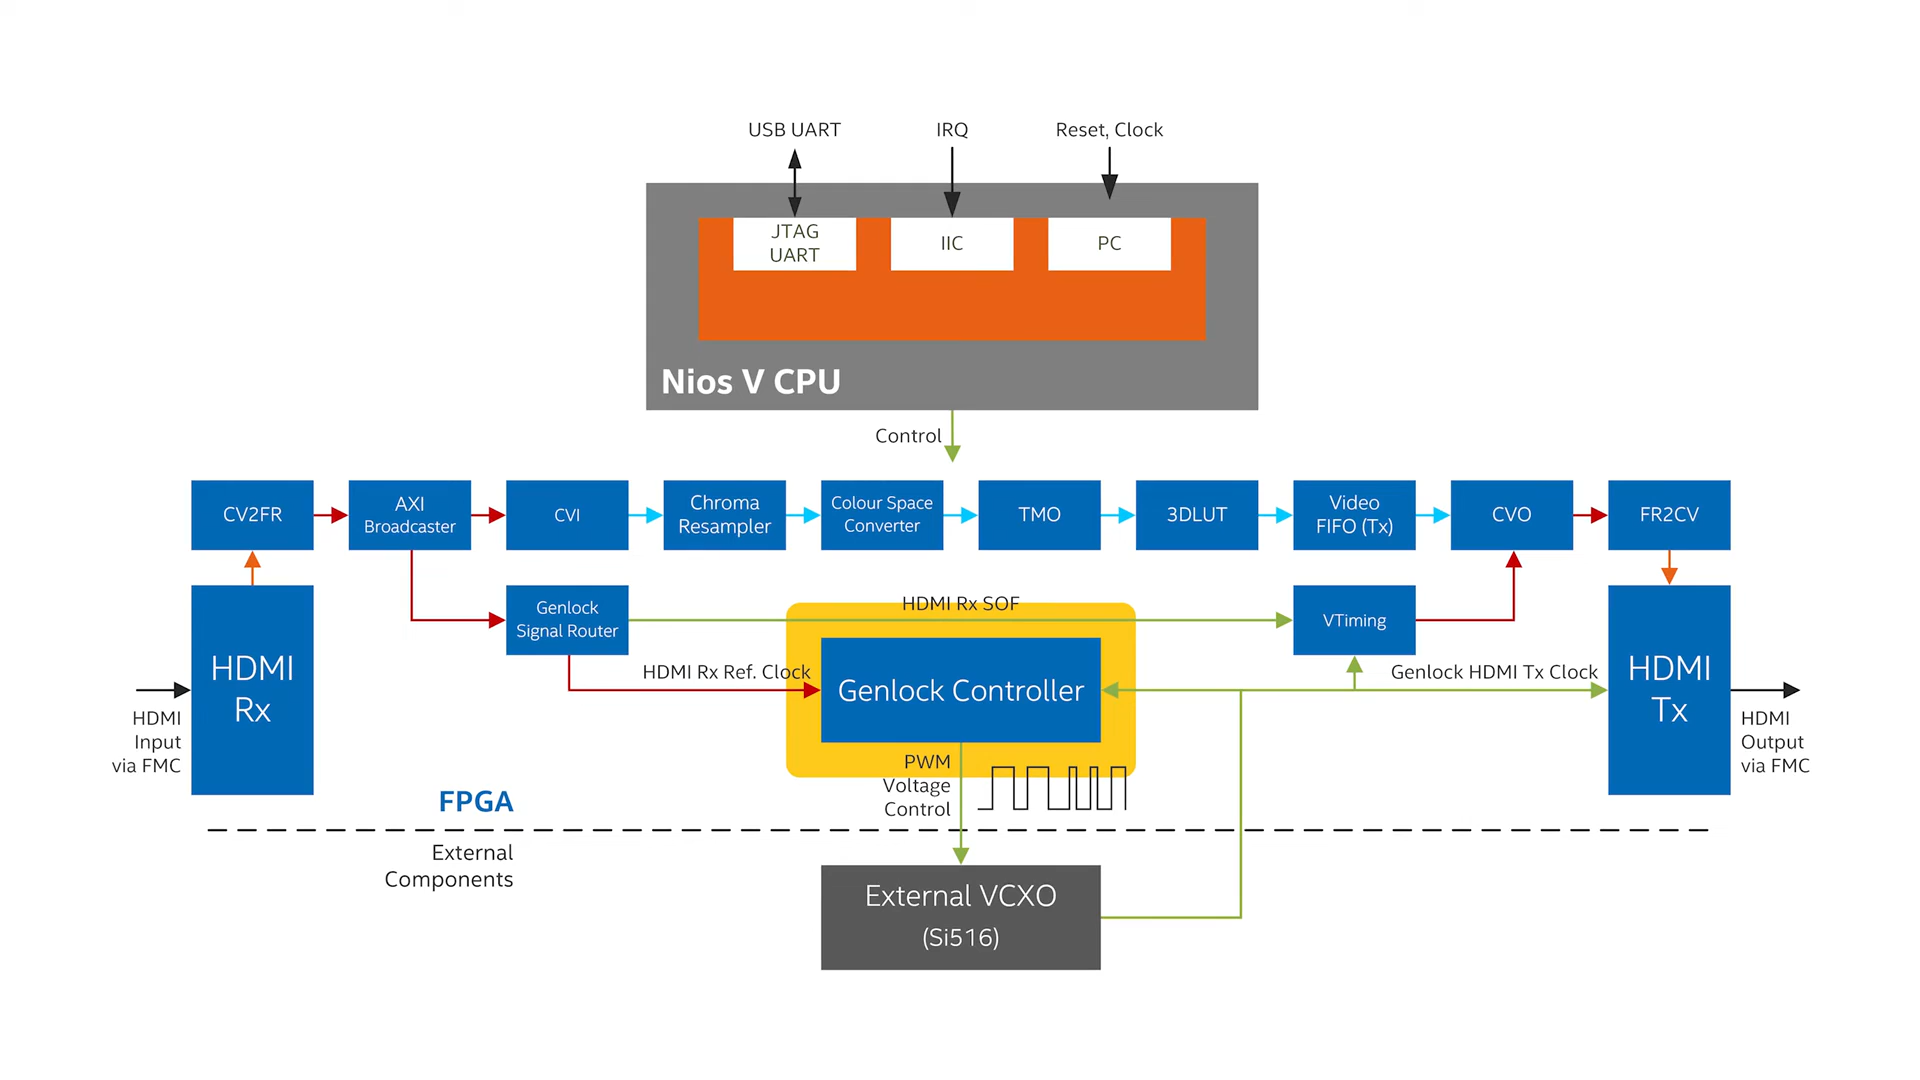 USB UART
IRQ
Reset, Clock
JTAG
UART
IIC
PC
Nios V CPU
Control
CV2FR
AXI
Broadcaster
CVI
Chroma
Resampler
Colour Space
Converter
TMO
3DLUT
Video
FIFO (Tx)
CVO
FR2CV
HDMI
Rx
Genlock
Signal Router
HDMI Rx SOF
VTiming
HDMI
Tx
HDMI Rx Ref. Clock
Genlock Controller
Genlock HDMI Tx Clock
HDMI
Input
via FMC
HDMI
Output
via FMC
PWM
Voltage
Control
FPGA
External
Components
External VCXO
(Si516)